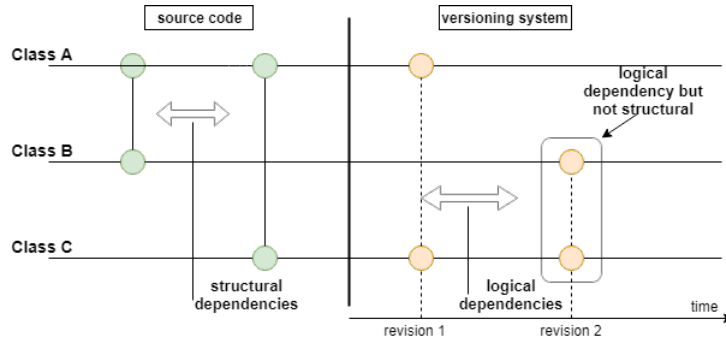 source code
versioning system
Class A
logical
dependency but
not structural
Class B
Class C
structural
dependencies
logical
dependencies
time
revision 1
revision 2